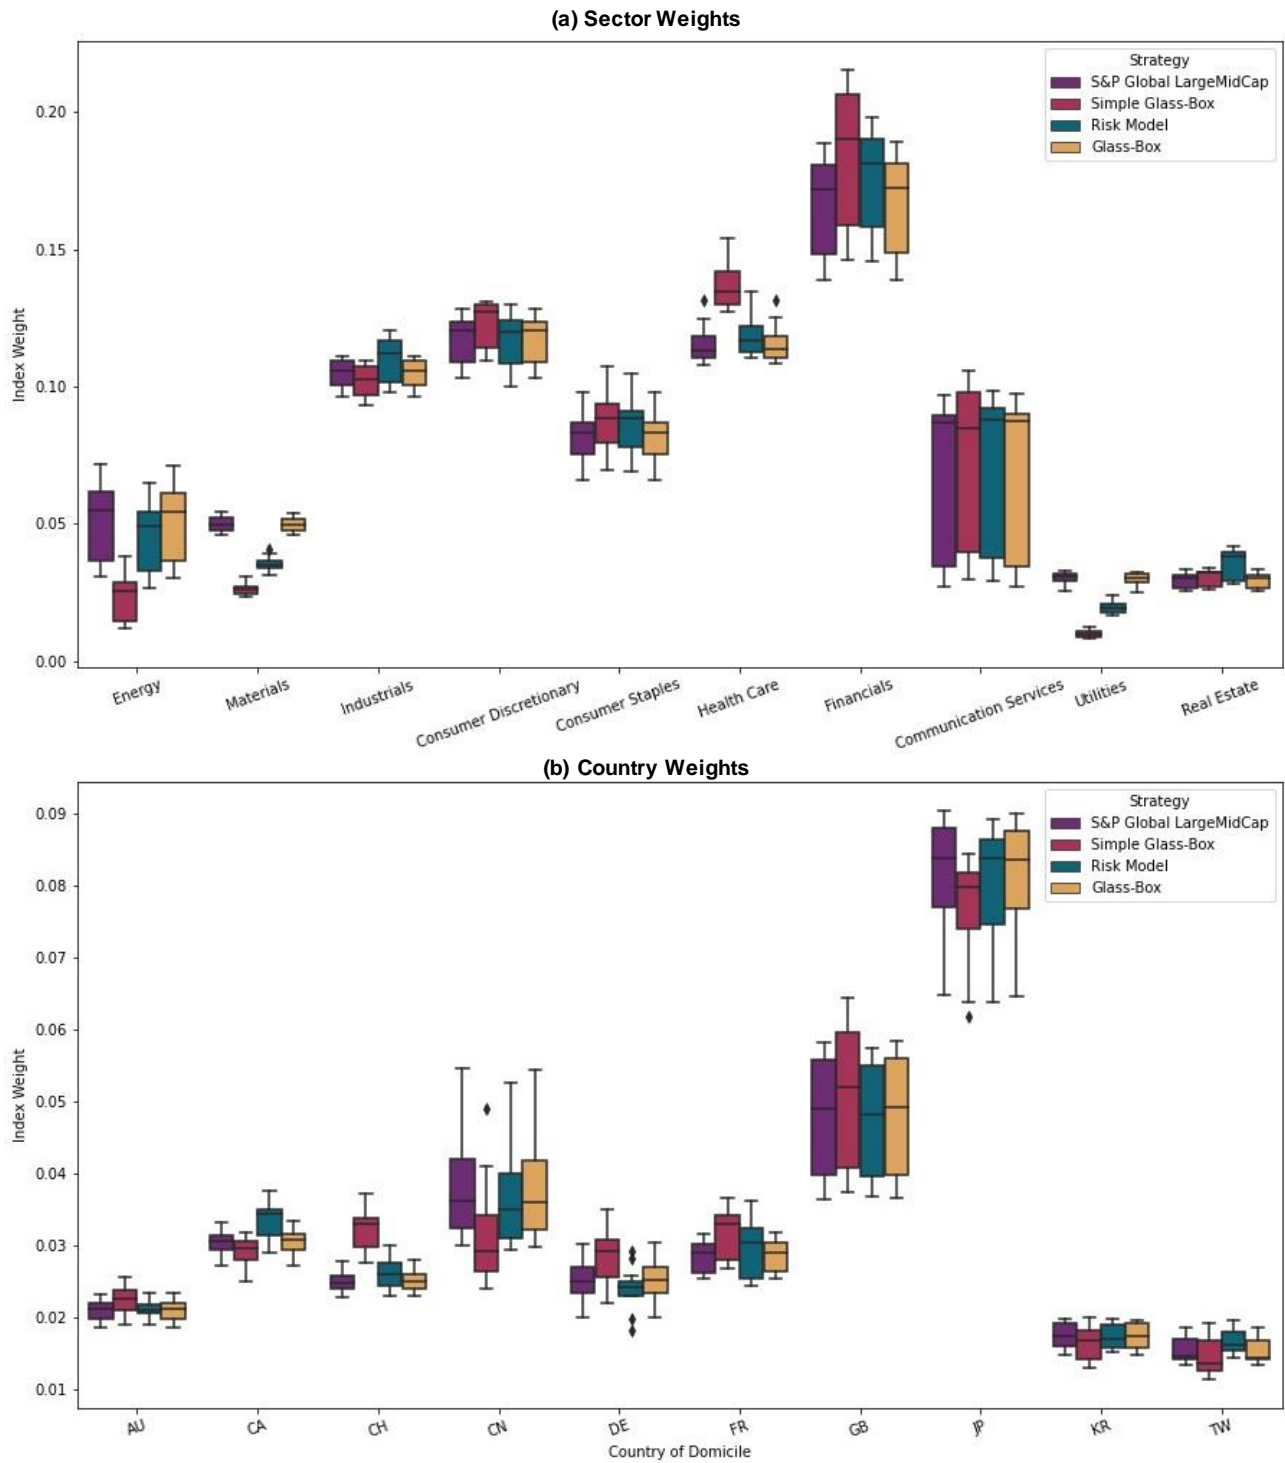 (a) Sector Weights
Strategy
S&P Global LargeMidCap
Simple Glass-Box
Risk Model
Glass-Box
0.20
0.15
0.10
0.05
0.00
Index Weight
Energy
Materials
Industrials
Consumer Discretionary
Consumer Staples
Health Care
Financials
Communication Services
Utilities
Real Estate
(b) Country Weights
Strategy
S&P Global LargeMidCap
Simple Glass-Box
Risk Model
Glass-Box
0.09
0.08
0.07
0.06
0.05
0.04
0.03
0.02
0.01
Index Weight
AU
CA
CH
CN
DE
FR
GB
JP
KR
TW
Country of Domicile